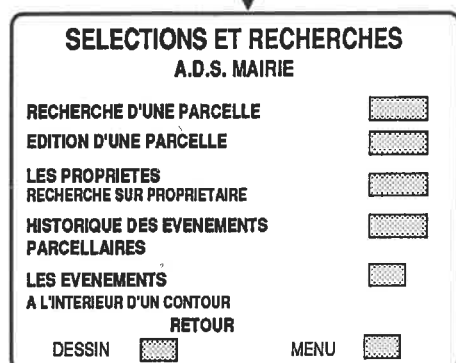 SELECTIONS ET RECHERCHES
A.D.S. MAIRIE
RECHERCHE D'UNE PARCELLE
EDITION D'UNE PARCELLE
LES PROPRIETES
RECHERCHE SUR PROPRIETAIRE
HISTORIQUE DES EVENEMENTS
PARCELLAIRES
LES EVENEMENTS
A L'INTERIEUR D'UN CONTOUR
RETOUR
DESSIN MENU